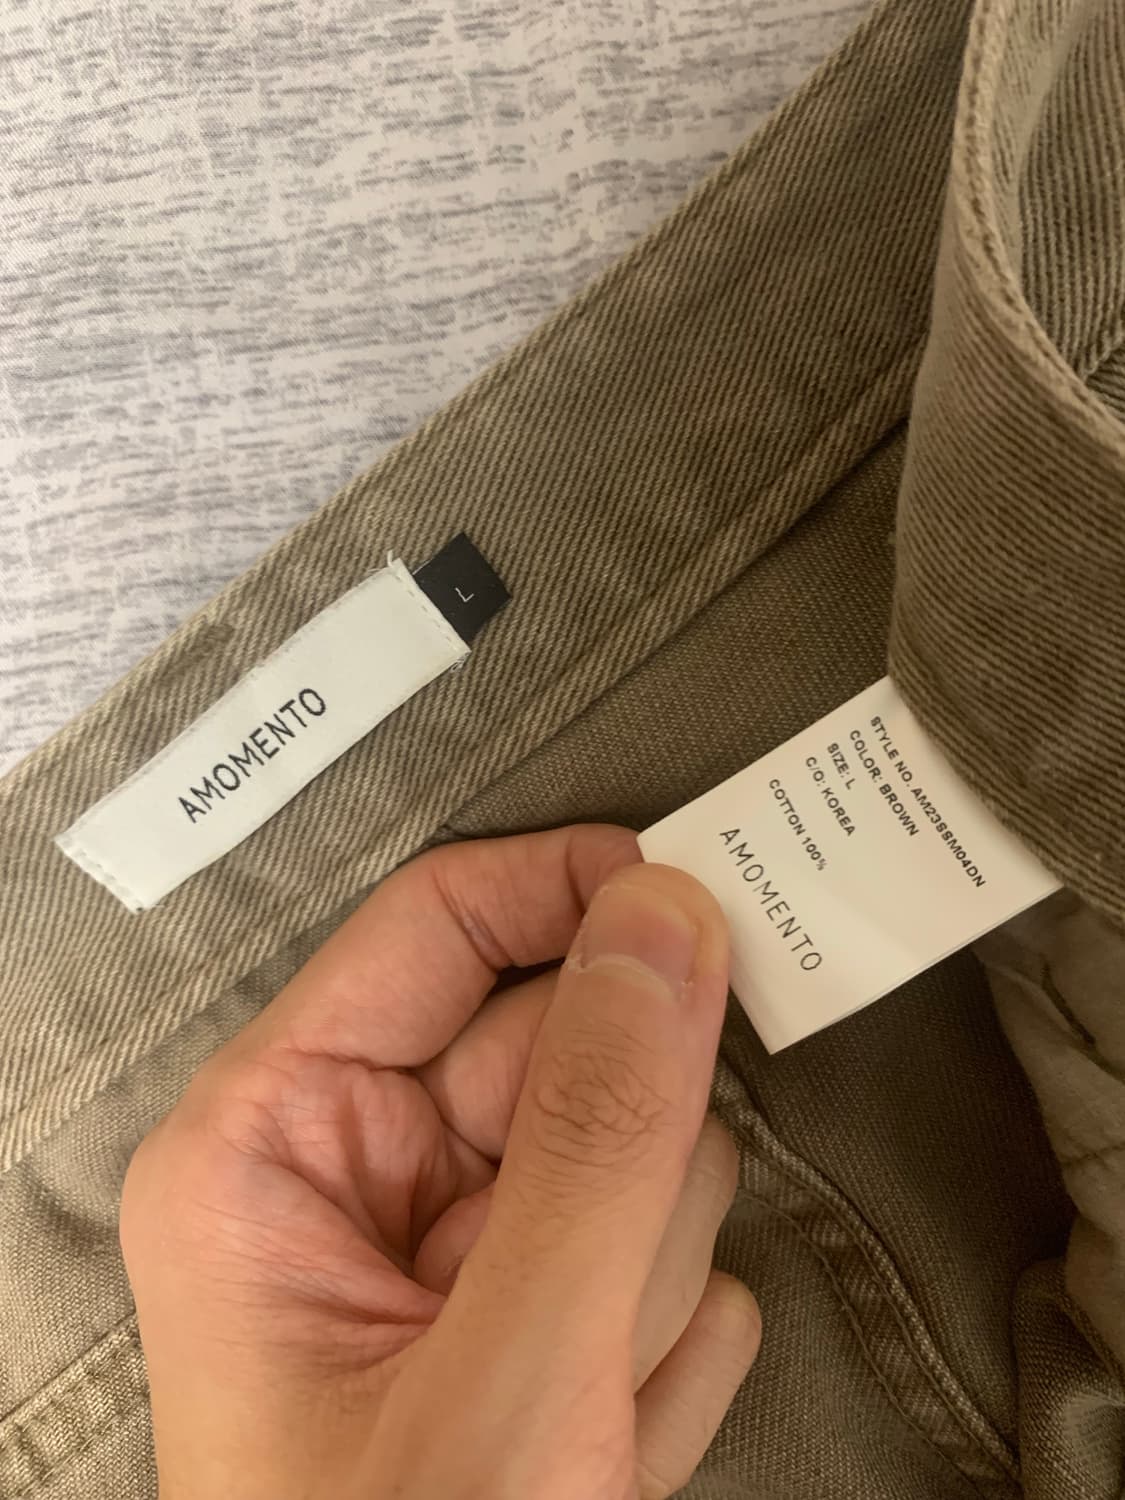 AMOMENTO
L
STYLE NO. AM23SSM04DN
COLOR: BROWN
SIZE: L
C/O: KOREA
COTTON 100%
AMOMENTO